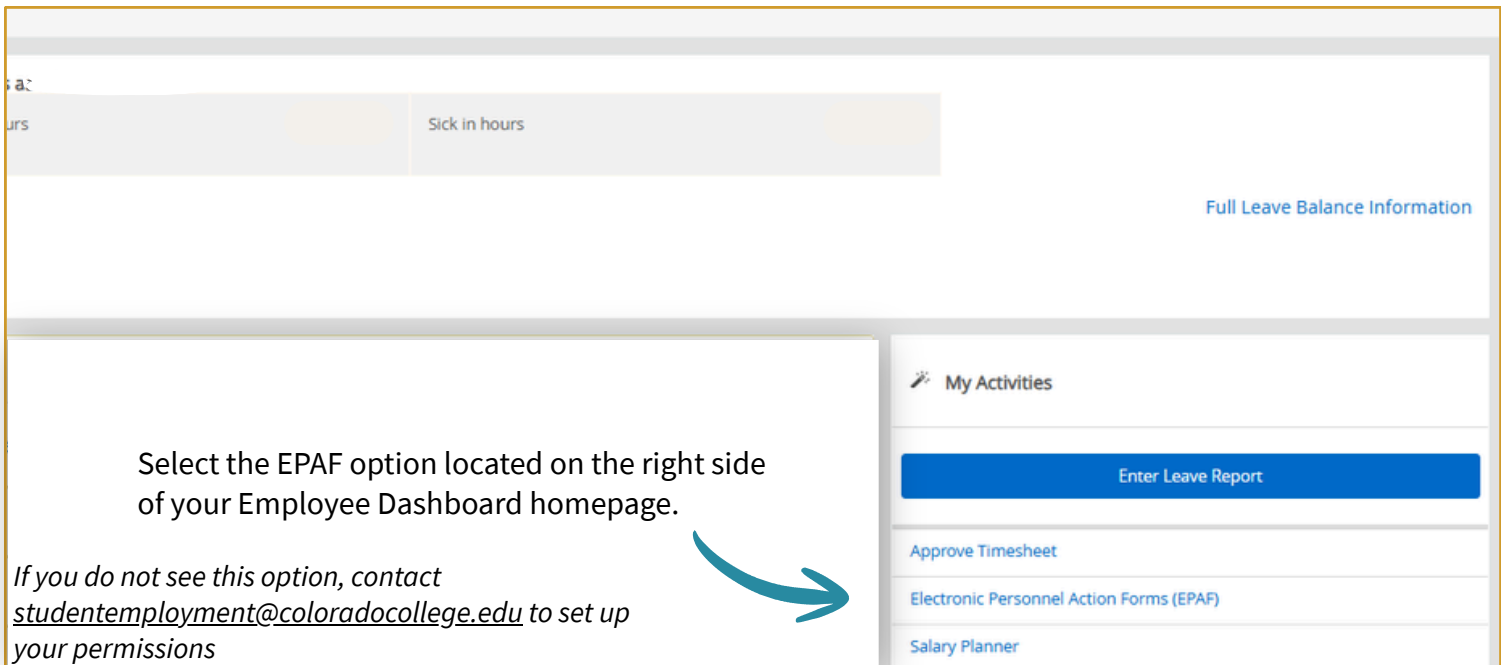 Sick in hours
Full Leave Balance Information
My Activities
Enter Leave Report
Approve Timesheet
Electronic Personnel Action Forms (EPAF)
Salary Planner
Select the EPAF option located on the right side
of your Employee Dashboard homepage.
If you do not see this option, contact
studentemployment@coloradocollege.edu to set up
your permissions